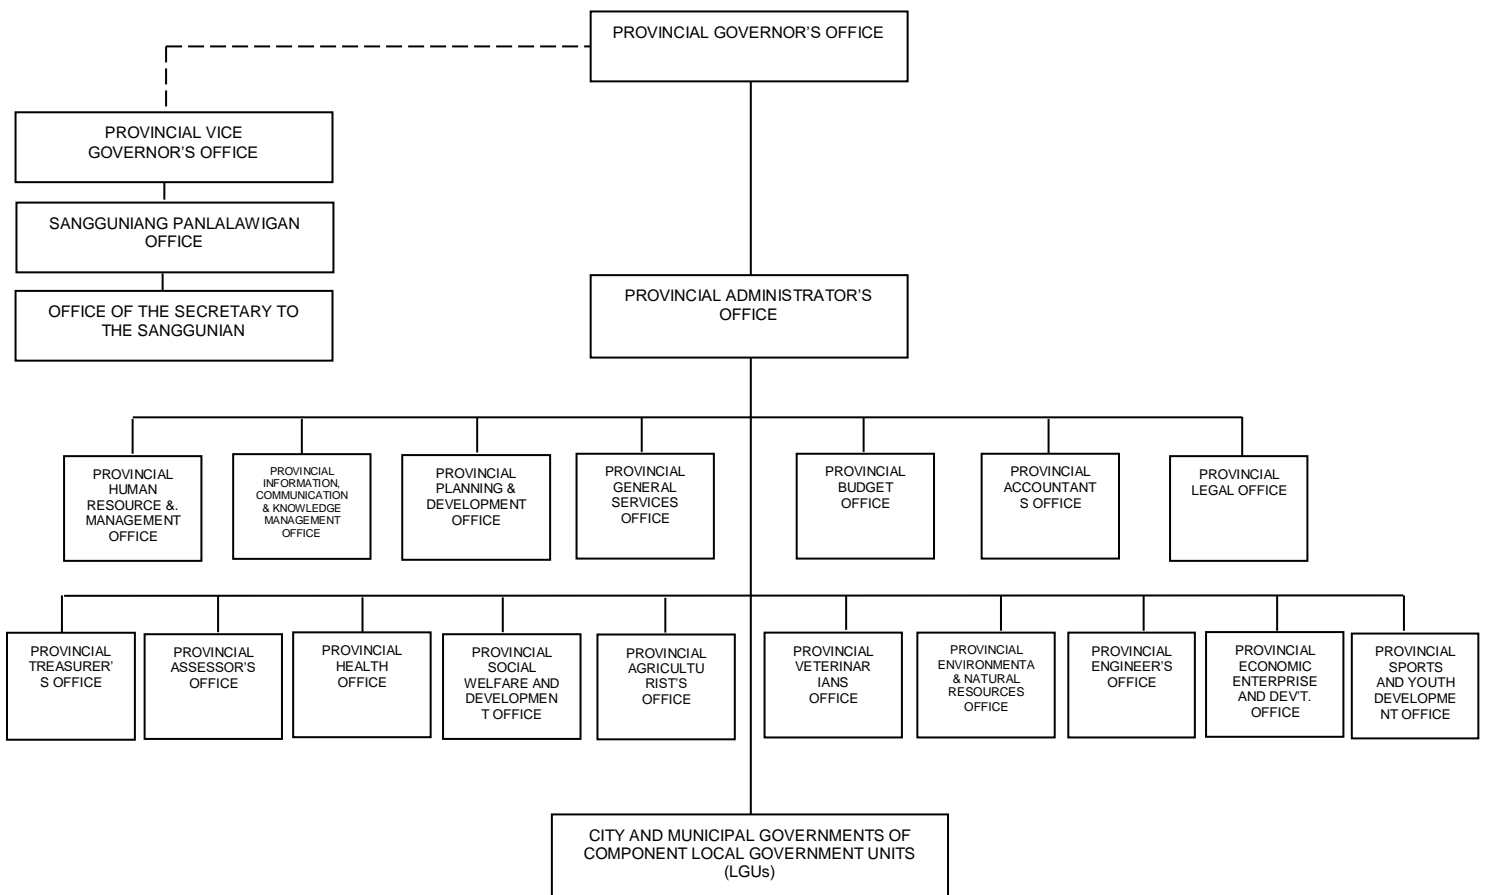 PROVINCIAL GOVERNOR'S OFFICE
PROVINCIAL VICE
GOVERNOR'S OFFICE
SANGGUNIANG PANLALAWIGAN
OFFICE
OFFICE OF THE SECRETARY TO
THE SANGGUNIAN
PROVINCIAL ADMINISTRATOR'S
OFFICE
PROVINCIAL
HUMAN
RESOURCE &.
MANAGEMENT
OFFICE
PROVINCIAL
INFORMATION,
COMMUNICATION
& KNOWLEDGE
MANAGEMENT
OFFICE
PROVINCIAL
PLANNING &
DEVELOPMENT
OFFICE
PROVINCIAL
GENERAL
SERVICES
OFFICE
PROVINCIAL
BUDGET
OFFICE
PROVINCIAL
ACCOUNTANT
S OFFICE
PROVINCIAL
LEGAL OFFICE
PROVINCIAL
TREASURER'
S OFFICE
PROVINCIAL
ASSESSOR'S
OFFICE
PROVINCIAL
HEALTH
OFFICE
PROVINCIAL
SOCIAL
WELFARE AND
DEVELOPMEN
T OFFICE
PROVINCIAL
AGRICULTU
RIST'S
OFFICE
PROVINCIAL
VETERINAR
IANS
OFFICE
PROVINCIAL
ENVIRONMENTA
& NATURAL
RESOURCES
OFFICE
PROVINCIAL
ENGINEER'S
OFFICE
PROVINCIAL
ECONOMIC
ENTERPRISE
AND DEV'T.
OFFICE
PROVINCIAL
SPORTS
AND YOUTH
DEVELOPME
NT OFFICE
CITY AND MUNICIPAL GOVERNMENTS OF
COMPONENT LOCAL GOVERNMENT UNITS
(LGUs)